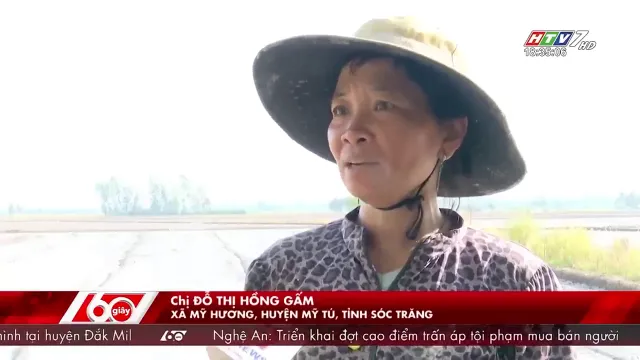 HTV7 HD
18:35:06
Chị ĐỖ THỊ HỒNG GẤM
60 giây
XÃ MỸ HƯƠNG, HUYỆN MỸ TÚ, TỈNH SÓC TRĂNG
ninh tại huyện Đắk Mil 60 Nghệ An: Triển khai đợt cao điểm trấn áp tội phạm mua bán người